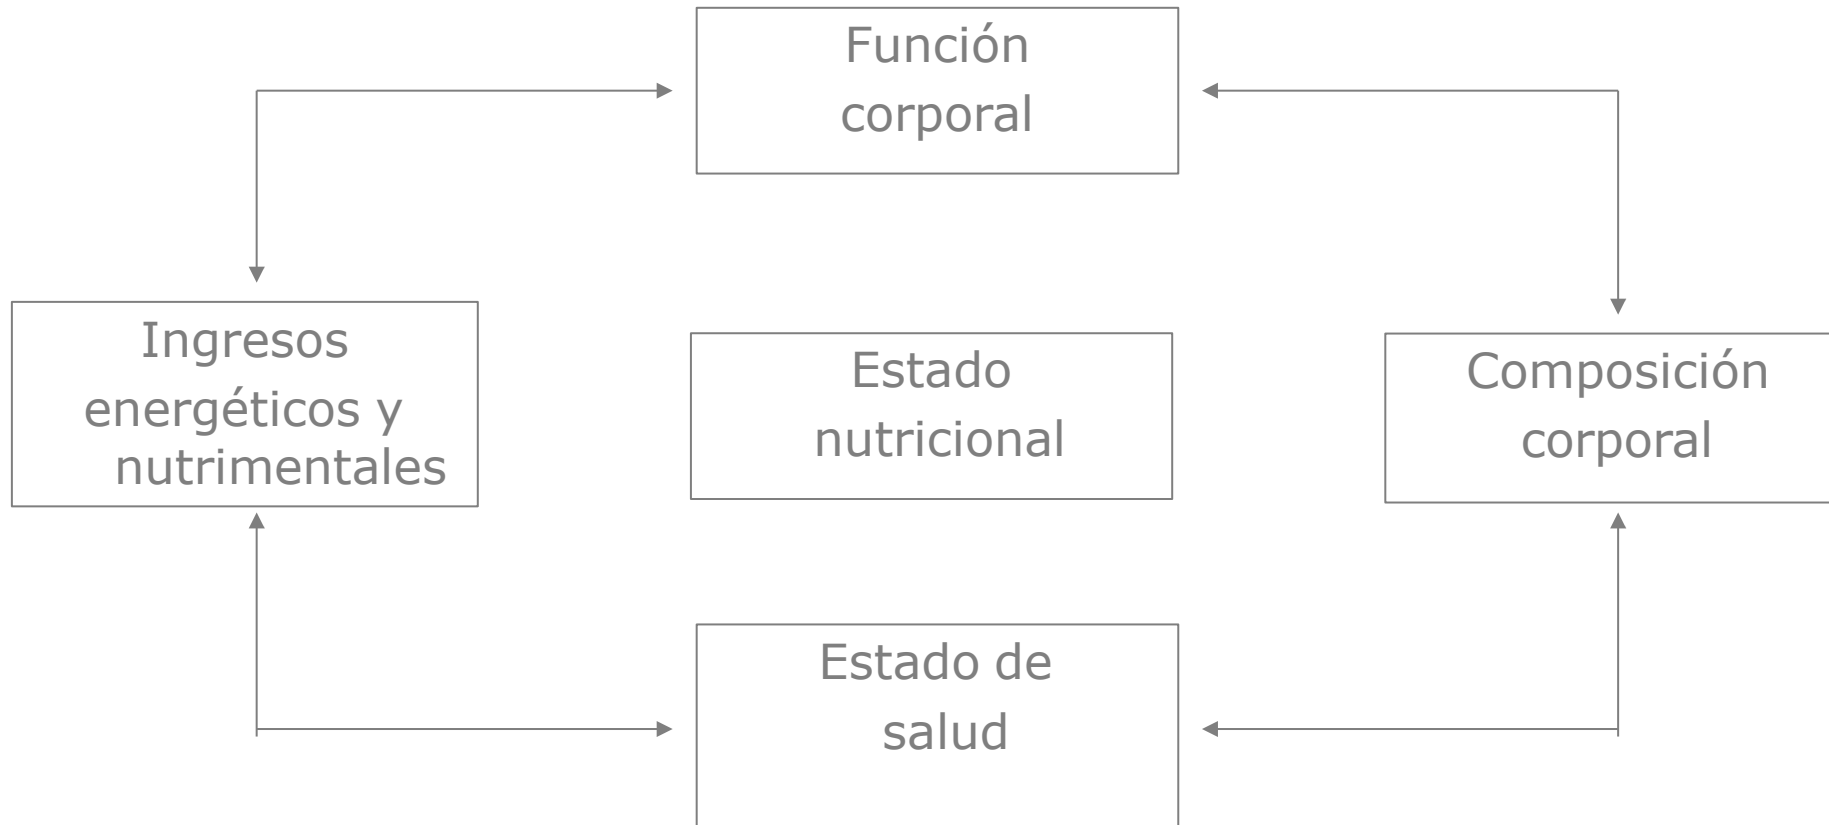 Función
corporal
Ingresos
energéticos y
nutrimentales
Estado
nutricional
Composición
corporal
Estado de
salud